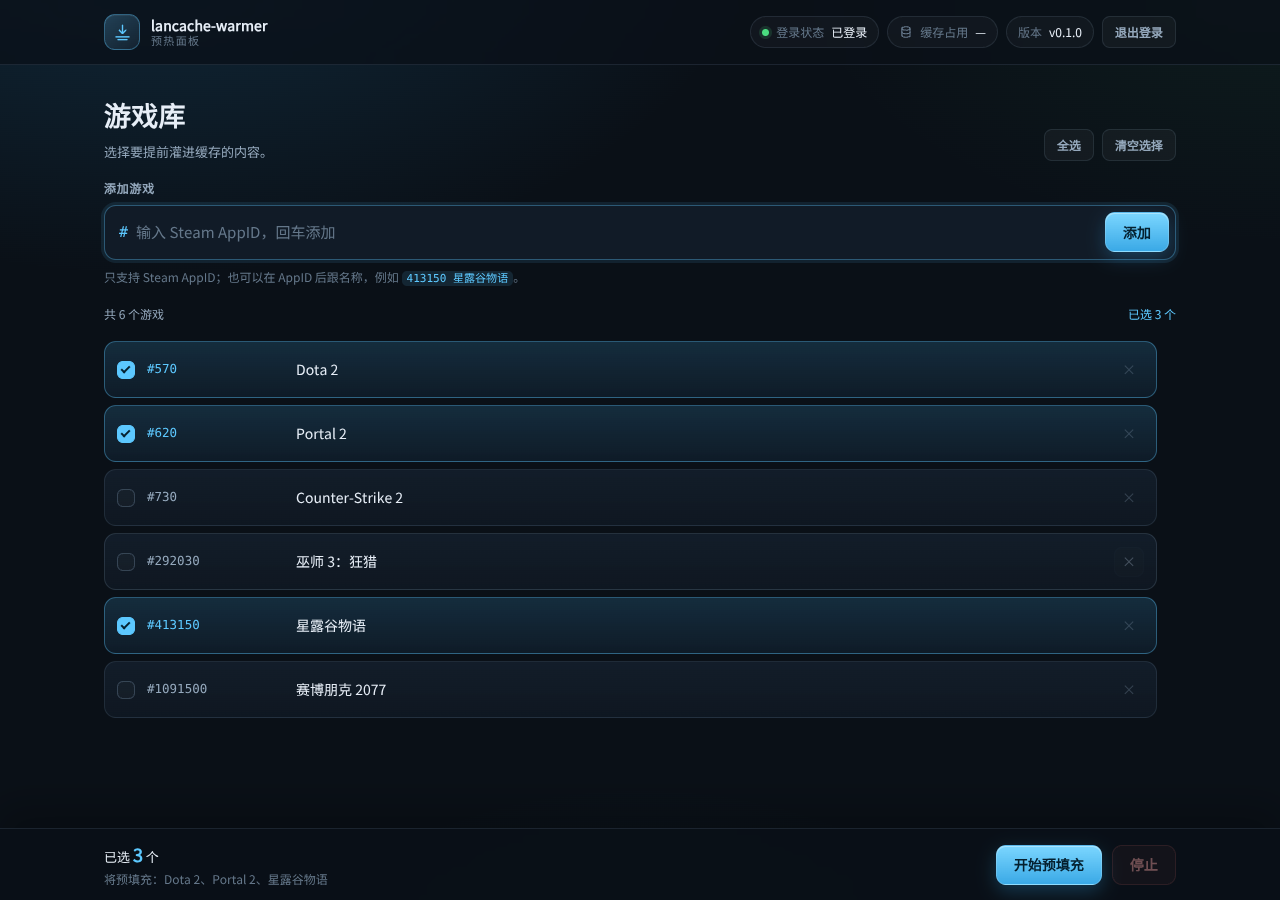 lancache-warmer
预热面板
登录状态 已登录
缓存占用 —
版本 v0.1.0
退出登录
游戏库
选择要提前灌进缓存的内容。
全选
清空选择
添加游戏
# 输入 Steam AppID，回车添加
添加
只支持 Steam AppID；也可以在 AppID 后跟名称，例如 413150 星露谷物语。
共 6 个游戏
已选 3 个
#570 Dota 2 ×
#620 Portal 2 ×
#730 Counter-Strike 2 ×
#292030 巫师 3：狂猎 ×
#413150 星露谷物语 ×
#1091500 赛博朋克 2077 ×
已选 3 个
将预填充：Dota 2、Portal 2、星露谷物语
开始预填充
停止